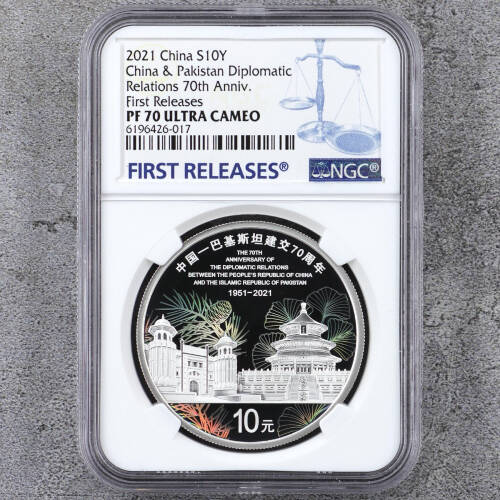 2021 China S10Y
China & Pakistan Diplomatic
Relations 70th Anniv.
First Releases
PF 70 ULTRA CAMEO
6196426-017
FIRST RELEASES®
NGC®
中国—巴基斯坦建交70周年
THE 70TH
ANNIVERSARY OF
THE DIPLOMATIC RELATIONS
BETWEEN THE PEOPLE'S REPUBLIC OF CHINA
AND THE ISLAMIC REPUBLIC OF PAKISTAN
1951~2021
10元